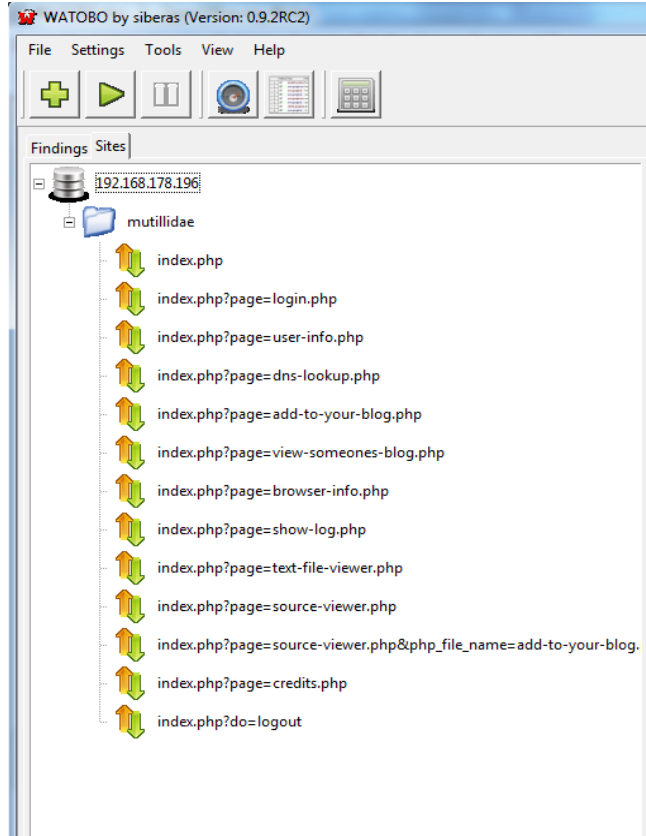 WATOBO by siberas (Version: 0.9.2RC2)
File Settings Tools View Help
Findings Sites
192.168.178.196
mutillidae
index.php
index.php?page=login.php
index.php?page=user-info.php
index.php?page=dns-lookup.php
index.php?page=add-to-your-blog.php
index.php?page=view-someones-blog.php
index.php?page=browser-info.php
index.php?page=show-log.php
index.php?page=text-file-viewer.php
index.php?page=source-viewer.php
index.php?page=source-viewer.php&php_file_name=add-to-your-blog.
index.php?page=credits.php
index.php?do=logout